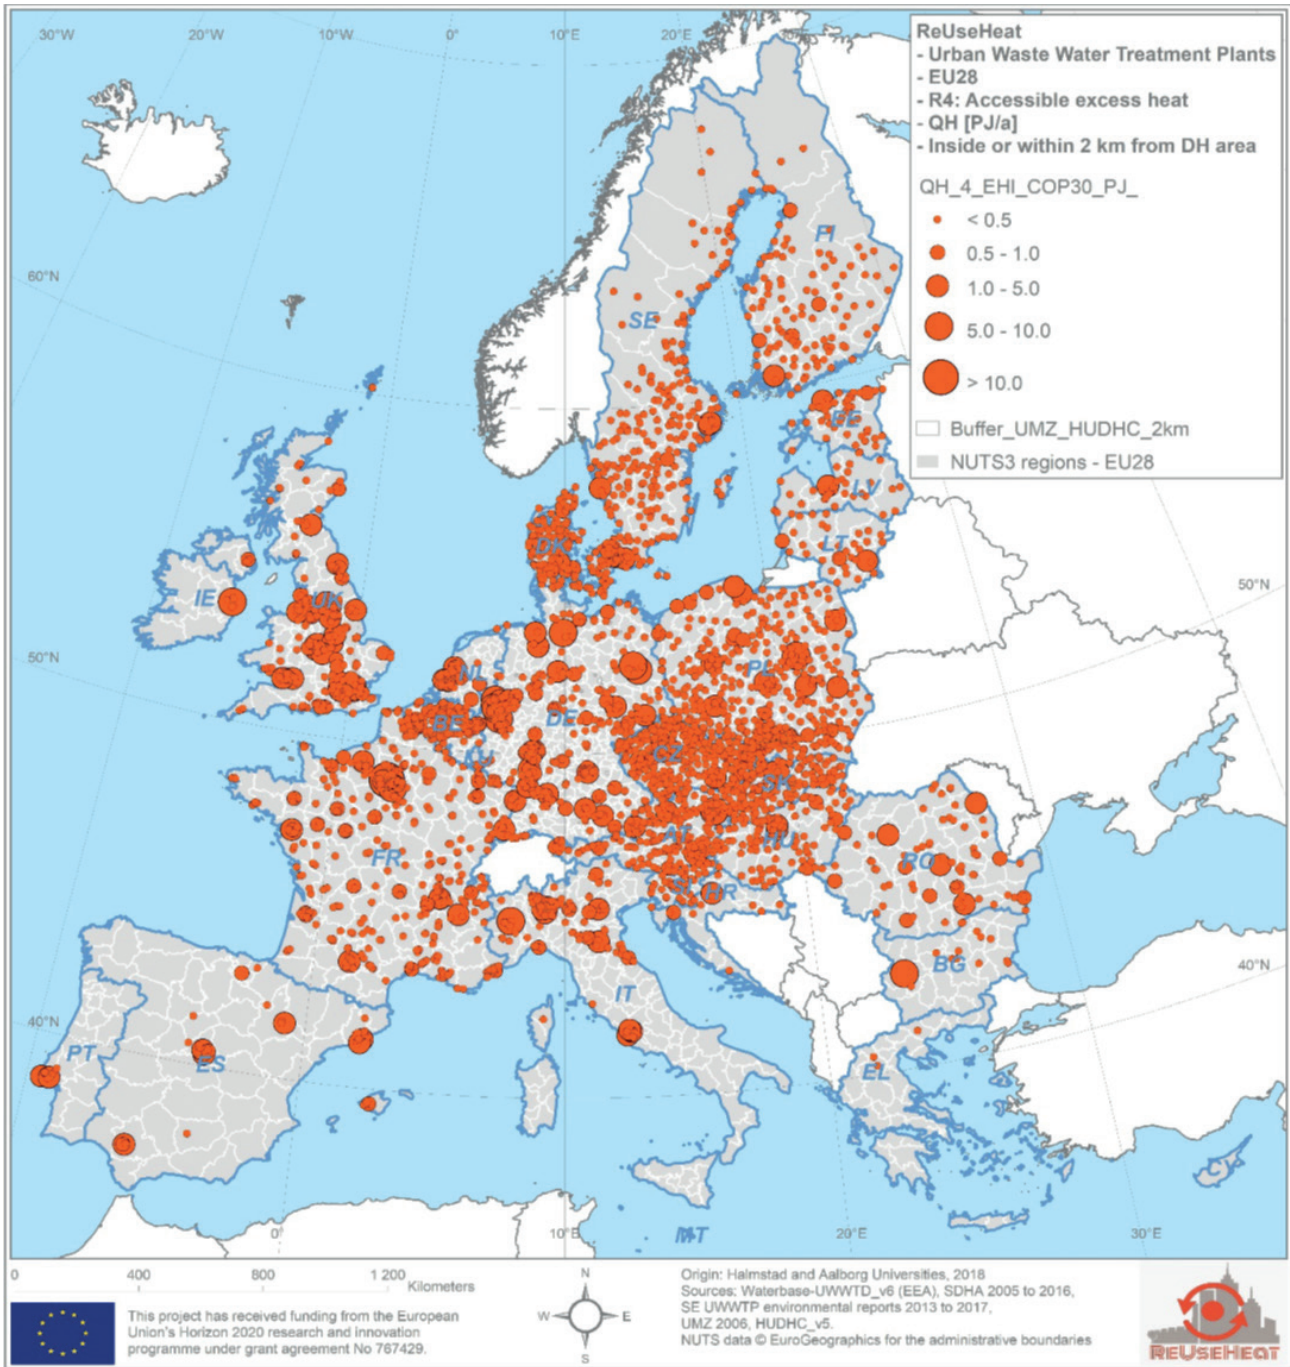 30°W
20°W
10°W
0°
10°E
20°E
30°E
ReUseHeat
- Urban Waste Water Treatment Plants
- EU28
- R4: Accessible excess heat
- QH [PJ/a]
- Inside or within 2 km from DH area
QH_4_EHI_COP30_PJ_
< 0.5
0.5 - 1.0
1.0 - 5.0
5.0 - 10.0
> 10.0
Buffer_UMZ_HUDHC_2km
NUTS3 regions - EU28
60°N
50°N
40°N
50°N
40°N
FI
SE
EE
LV
LT
DK
IE
UK
NL
BE
DE
PL
CZ
SK
AT
HU
FR
SI
HR
RO
BG
IT
PT
ES
EL
CY
MT
0°
10°E
20°E
30°E
0
400
800
1 200
Kilometers
This project has received funding from the European
Union's Horizon 2020 research and innovation
programme under grant agreement No 767429.
N
W
E
S
Origin: Halmstad and Aalborg Universities, 2018
Sources: Waterbase-UWWTD_v6 (EEA), SDHA 2005 to 2016,
SE UWWTP environmental reports 2013 to 2017,
UMZ 2006, HUDHC_v5.
NUTS data © EuroGeographics for the administrative boundaries
REUSEHEAT